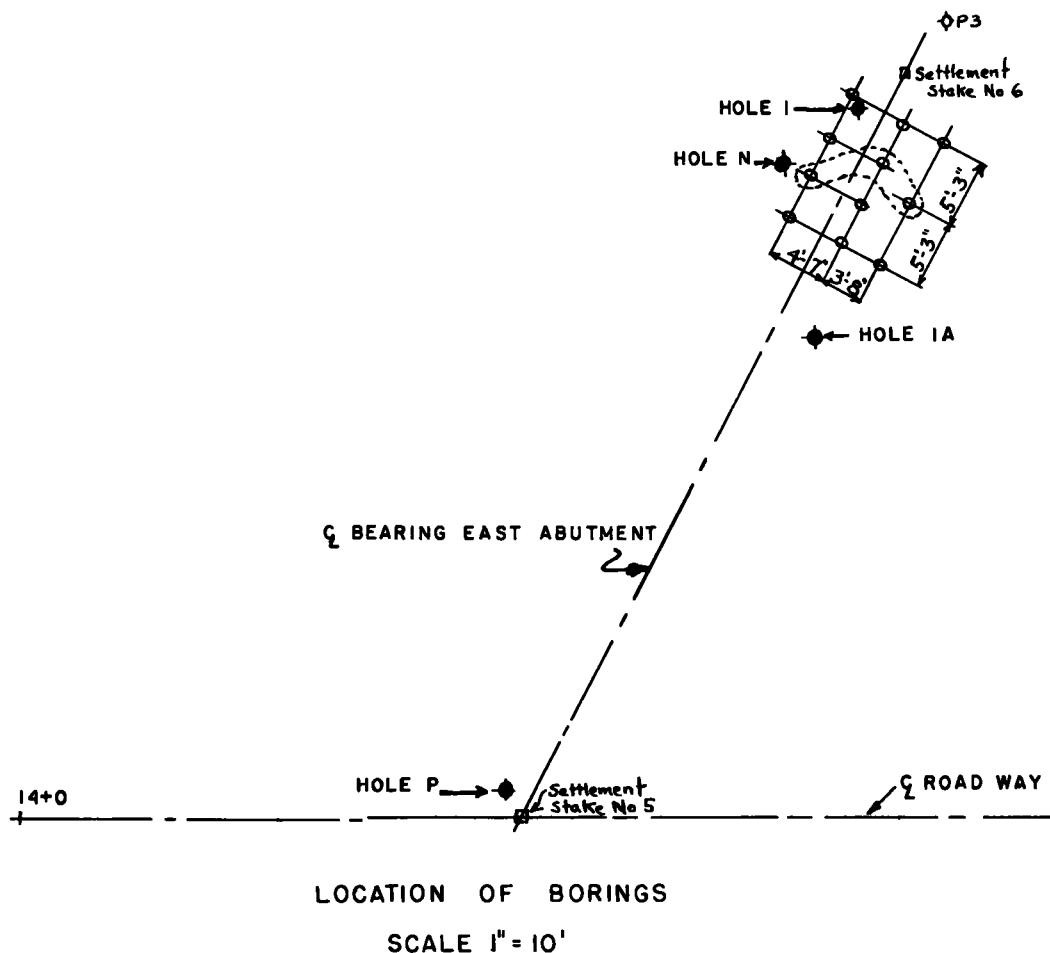 P3
Settlement
Stake No 6
HOLE 1
HOLE N
5'-3"
5'-3"
4'-7"
3'-8"
HOLE 1A
℄ BEARING EAST ABUTMENT
HOLE P
Settlement
Stake No 5
14+0
℄ ROAD WAY
LOCATION OF BORINGS
SCALE 1" = 10'